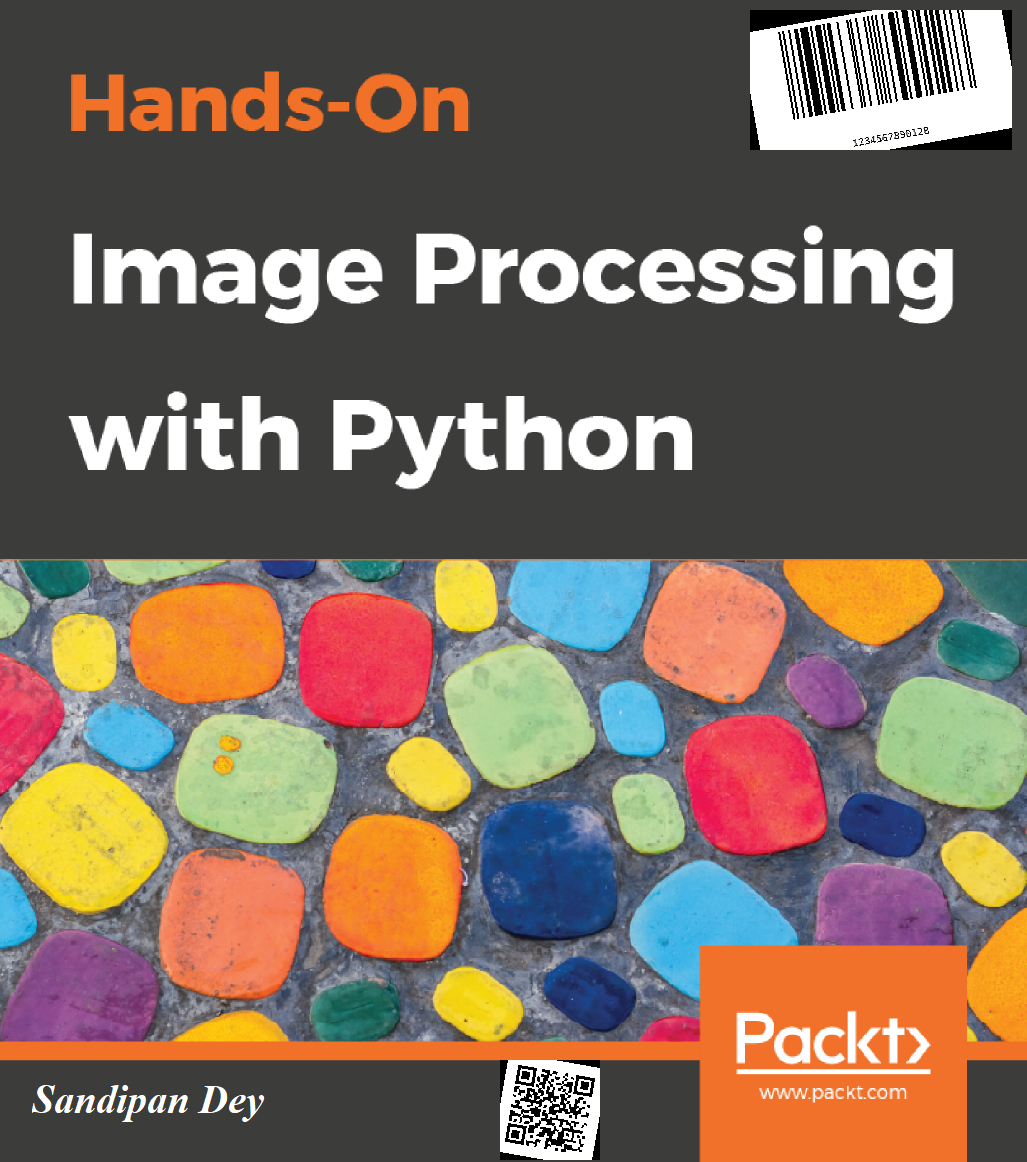 Hands-On
1234567890128
Image Processing
with Python
Packt>
www.packt.com
Sandipan Dey